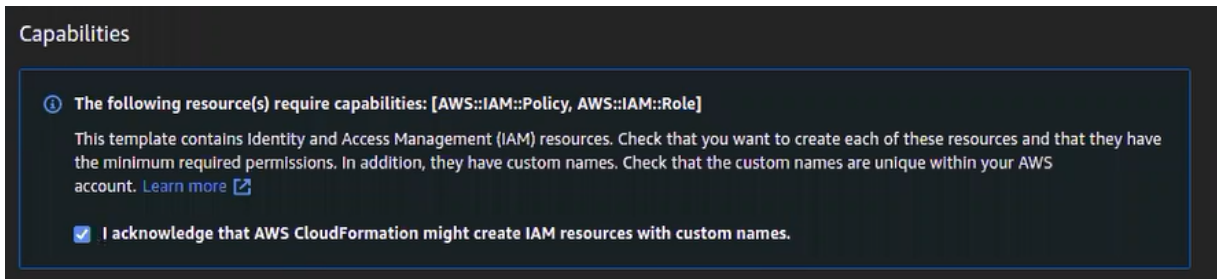 Capabilities
The following resource(s) require capabilities: [AWS::IAM::Policy, AWS::IAM::Role]
This template contains Identity and Access Management (IAM) resources. Check that you want to create each of these resources and that they have
the minimum required permissions. In addition, they have custom names. Check that the custom names are unique within your AWS
account. Learn more
I acknowledge that AWS CloudFormation might create IAM resources with custom names.